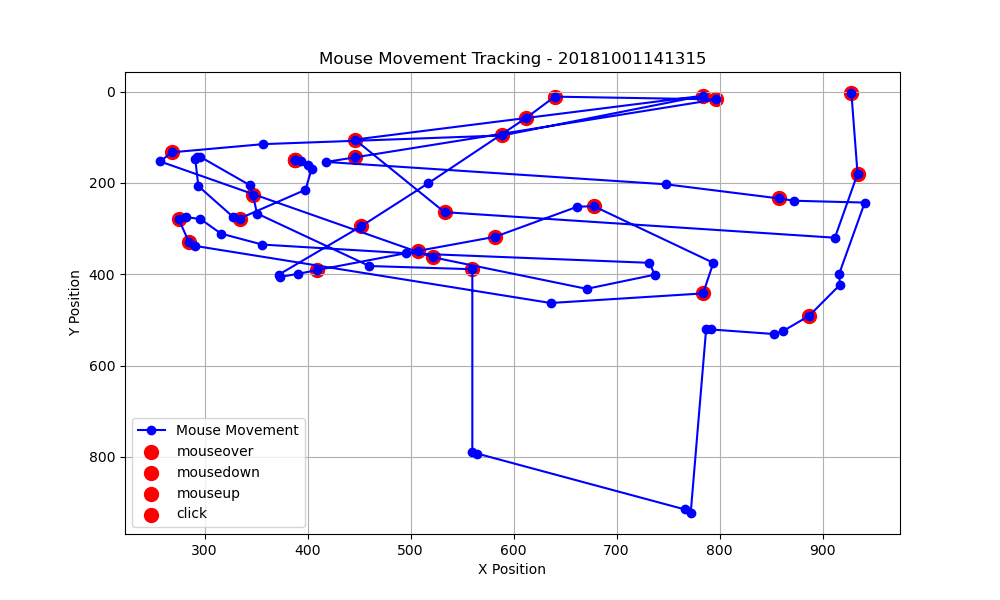 Mouse Movement Tracking - 20181001141315
0
200
400
600
800
Y Position
Mouse Movement
mouseover
mousedown
mouseup
click
300 400 500 600 700 800 900
X Position